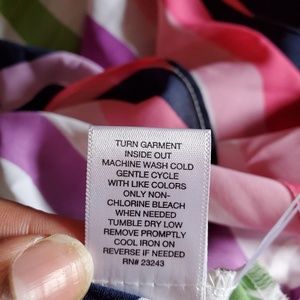 TURN GARMENT
INSIDE OUT
MACHINE WASH COLD
GENTLE CYCLE
WITH LIKE COLORS
ONLY NON-
CHLORINE BLEACH
WHEN NEEDED
TUMBLE DRY LOW
REMOVE PROMPTLY
COOL IRON ON
REVERSE IF NEEDED
RN# 23243